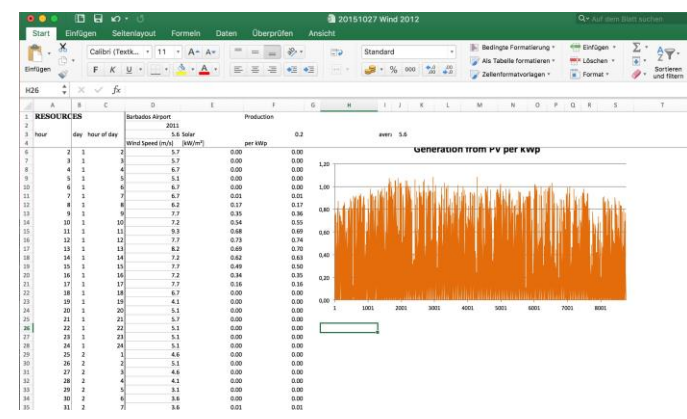 20151027 Wind 2012
Auf dem Blatt suchen
Start Einfügen Seitenlayout Formeln Daten Überprüfen Ansicht
Einfügen
Calibri (Textk... 11 A- A-
F K U
Standard
% 000
Bedingte Formatierung
Als Tabelle formatieren
Zellenformatvorlagen
Einfügen
Löschen
Format
Sortieren
und filtern
H26 fx
A B C D E F G H I J K L M N O P Q R S T
1 RESOURCES Barbados Airport Production
2 2011
3 hour day hour of day 5.6 Solar 0.2 avera 5.6
4 Wind Speed (m/s) [kW/m²] per kWp
6 2 1 2 5.7 0.00 0.00
7 3 1 3 5.7 0.00 0.00
8 4 1 4 6.7 0.00 0.00
9 5 1 5 5.1 0.00 0.00
10 6 1 6 6.7 0.00 0.00
11 7 1 7 6.7 0.01 0.01
12 8 1 8 6.2 0.17 0.17
13 9 1 9 7.7 0.35 0.36
14 10 1 10 7.2 0.54 0.55
15 11 1 11 9.3 0.68 0.69
16 12 1 12 7.7 0.73 0.74
17 13 1 13 8.2 0.69 0.70
18 14 1 14 7.2 0.62 0.63
19 15 1 15 7.7 0.49 0.50
20 16 1 16 7.2 0.34 0.35
21 17 1 17 7.7 0.16 0.16
22 18 1 18 6.7 0.00 0.00
23 19 1 19 4.1 0.00 0.00
24 20 1 20 5.1 0.00 0.00
25 21 1 21 5.7 0.00 0.00
26 22 1 22 5.1 0.00 0.00
27 23 1 23 5.1 0.00 0.00
28 24 1 24 5.1 0.00 0.00
29 25 2 1 4.6 0.00 0.00
30 26 2 2 5.1 0.00 0.00
31 27 2 3 4.6 0.00 0.00
32 28 2 4 4.1 0.00 0.00
33 29 2 5 3.1 0.00 0.00
34 30 2 6 3.6 0.00 0.00
35 31 2 7 3.6 0.01 0.01
Generation from PV per kWp
1,20
1,00
0,80
0,60
0,40
0,20
0,00
1 1001 2001 3001 4001 5001 6001 7001 8001